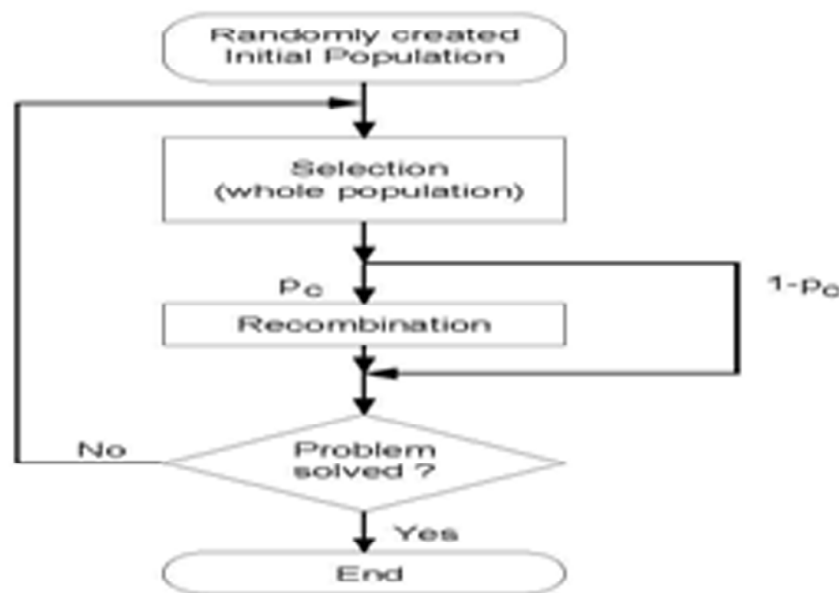 Randomly created
Initial Population
Selection
(whole population)
pc
1-pc
Recombination
No
Problem
solved ?
Yes
End